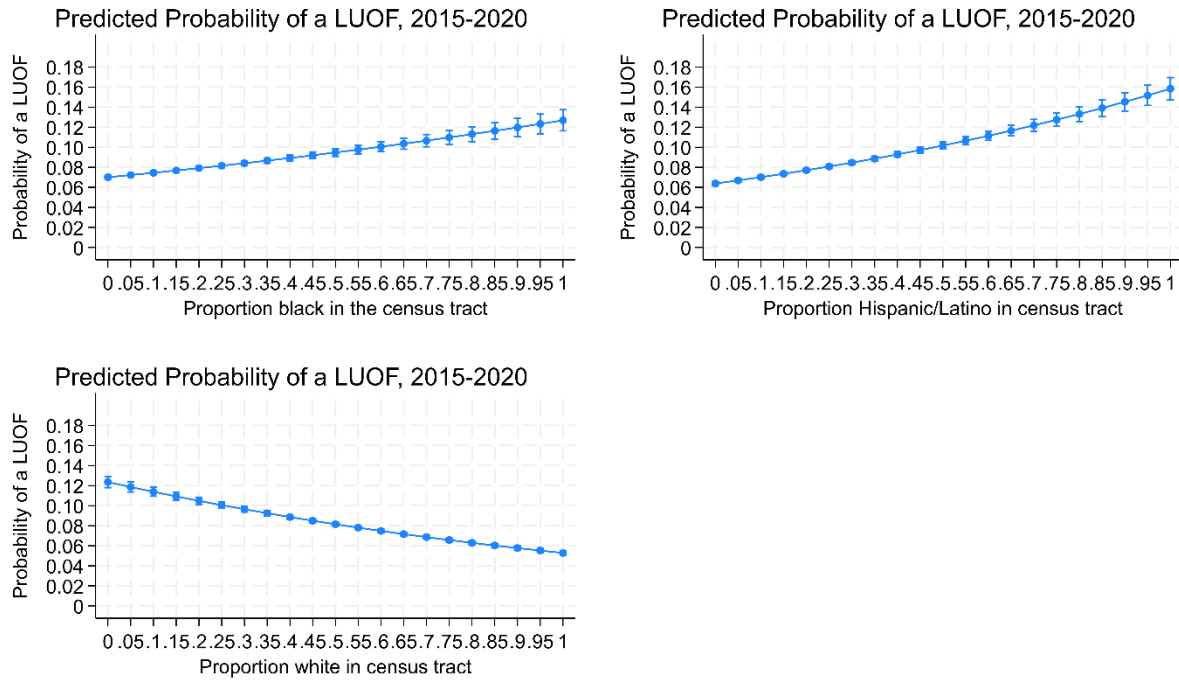 Predicted Probability of a LUOF, 2015-2020
Probability of a LUOF
0.18
0.16
0.14
0.12
0.10
0.08
0.06
0.04
0.02
0
0 .05 .1 .15 .2 .25 .3 .35 .4 .45 .5 .55 .6 .65 .7 .75 .8 .85 .9 .95 1
Proportion black in the census tract
Predicted Probability of a LUOF, 2015-2020
Probability of a LUOF
0.18
0.16
0.14
0.12
0.10
0.08
0.06
0.04
0.02
0
0 .05 .1 .15 .2 .25 .3 .35 .4 .45 .5 .55 .6 .65 .7 .75 .8 .85 .9 .95 1
Proportion Hispanic/Latino in census tract
Predicted Probability of a LUOF, 2015-2020
Probability of a LUOF
0.18
0.16
0.14
0.12
0.10
0.08
0.06
0.04
0.02
0
0 .05 .1 .15 .2 .25 .3 .35 .4 .45 .5 .55 .6 .65 .7 .75 .8 .85 .9 .95 1
Proportion white in census tract